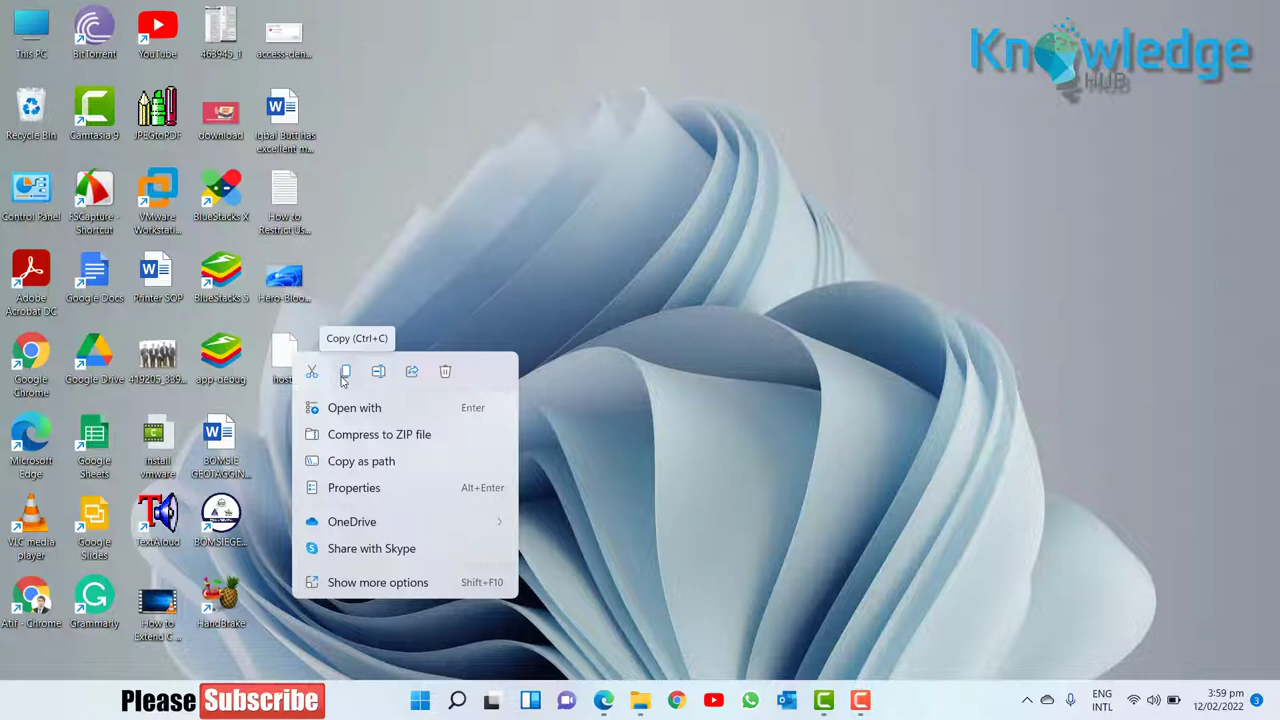 This PC
BitTorrent
YouTube
463945_1
access-den...
Knowledge
HUB
Recycle Bin
Camtasia 9
JPEGtoPDF
download
Iqbal Butt has
excellent m...
Control Panel
FSCapture -
Shortcut
VMware
Workstati...
BlueStacks X
How to
Restrict Us...
Adobe
Acrobat DC
Google Docs
Printer SOP
BlueStacks 5
Hero-Bloo...
Google
Chrome
Google Drive
419205_339...
app-debug
host
Copy (Ctrl+C)
Open with Enter
Compress to ZIP file
Copy as path
Properties Alt+Enter
OneDrive
Share with Skype
Show more options Shift+F10
Microsoft
Edge
Google
Sheets
Install
vmware
BOMSIE
GEOTAGGIN...
VLC media
player
Google
Slides
TextAloud
BOMSIEGE...
Atif - Chrome
Grammarly
How to
Extend C ...
HandBrake
Please Subscribe
ENG
INTL
3:59 pm
12/02/2022
3